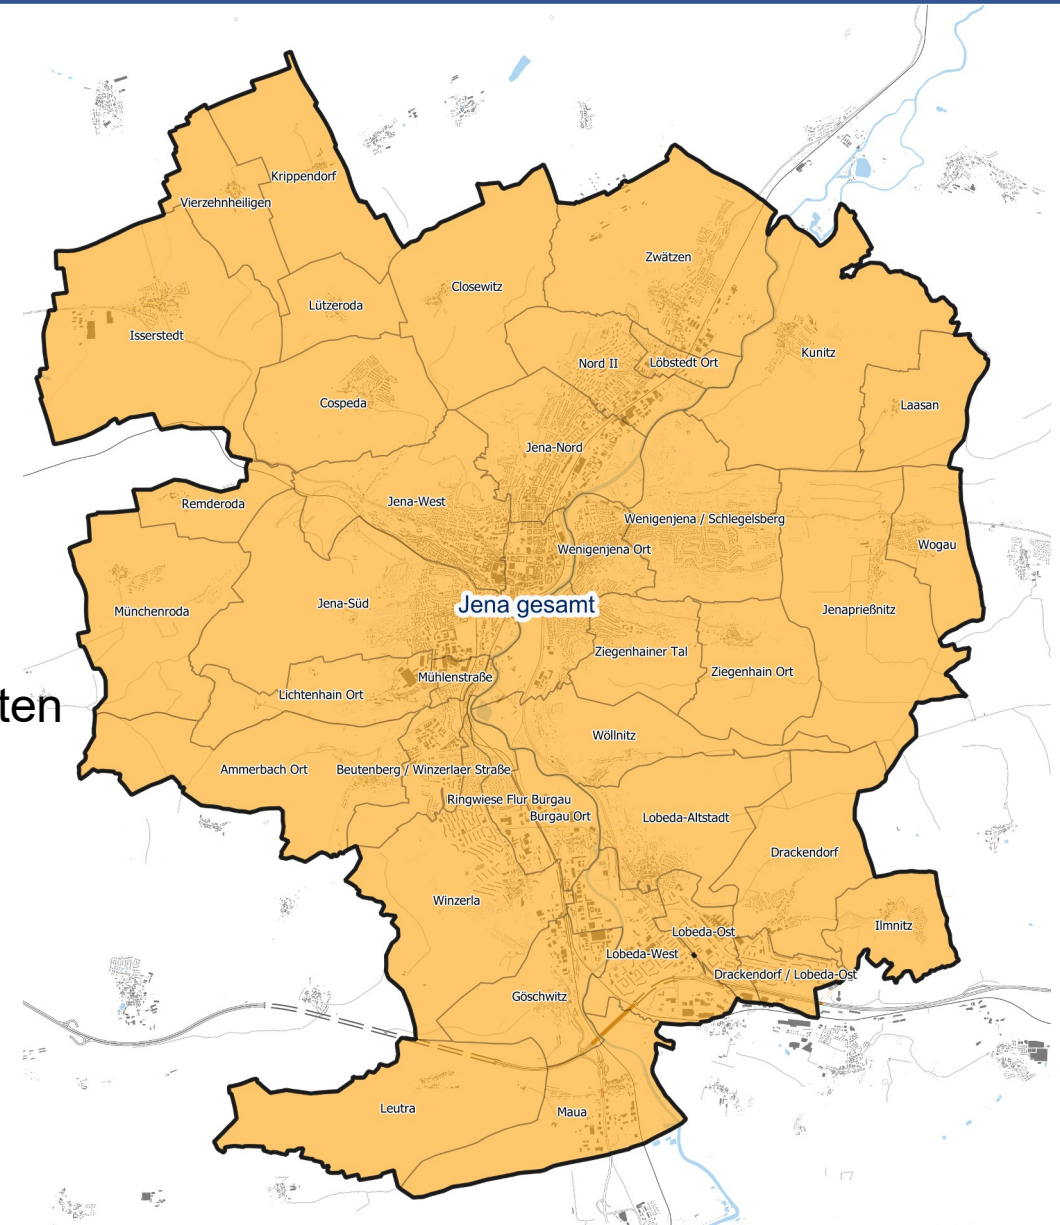 Krippendorf
Vierzehnheiligen
Zwätzen
Closewitz
Lützeroda
Isserstedt
Kunitz
Nord II
Löbstedt Ort
Cospeda
Laasan
Jena-Nord
Jena-West
Remderoda
Wenigenjena / Schlegelsberg
Wogau
Wenigenjena Ort
Jena-Süd
Jena gesamt
Münchenroda
Jenaprießnitz
Ziegenhainer Tal
Ziegenhain Ort
Mühlenstraße
Lichtenhain Ort
ten
Wöllnitz
Ammerbach Ort
Beutenberg / Winzerlaer Straße
Ringwiese Flur Burgau
Burgau Ort
Lobeda-Altstadt
Drackendorf
Winzerla
Ilmnitz
Lobeda-Ost
Lobeda-West
Drackendorf / Lobeda-Ost
Göschwitz
Leutra
Maua